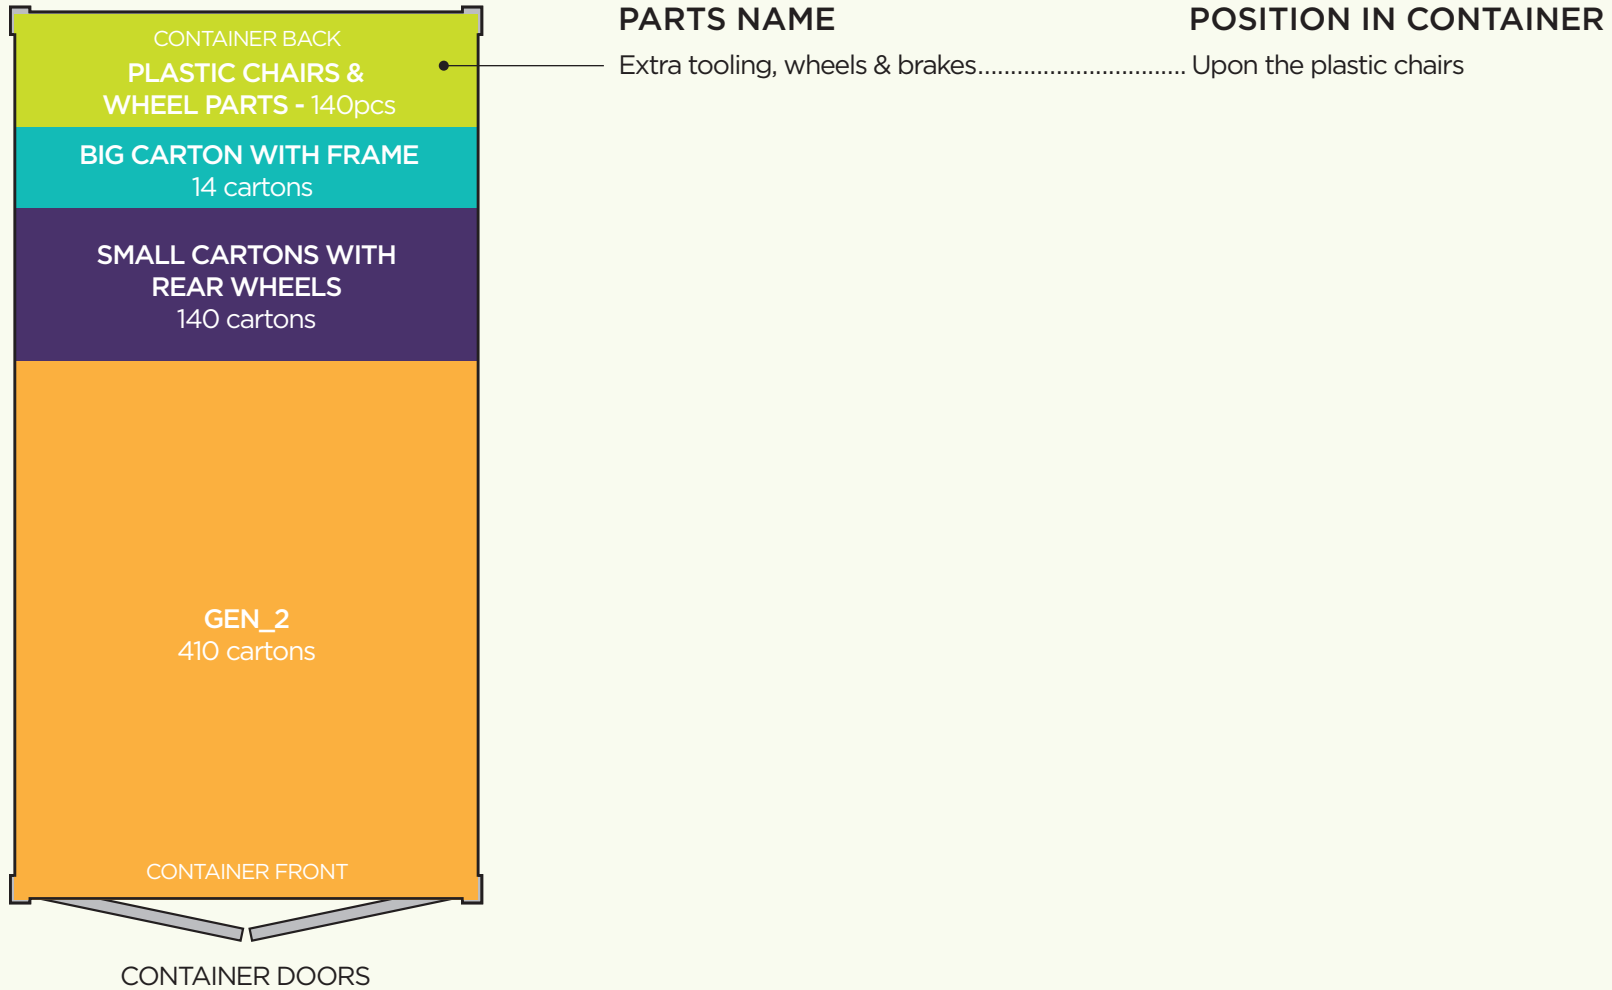 PARTS NAME
POSITION IN CONTAINER
Extra tooling, wheels & brakes................................ Upon the plastic chairs
CONTAINER BACK
PLASTIC CHAIRS &
WHEEL PARTS - 140pcs
BIG CARTON WITH FRAME
14 cartons
SMALL CARTONS WITH
REAR WHEELS
140 cartons
GEN_2
410 cartons
CONTAINER FRONT
CONTAINER DOORS